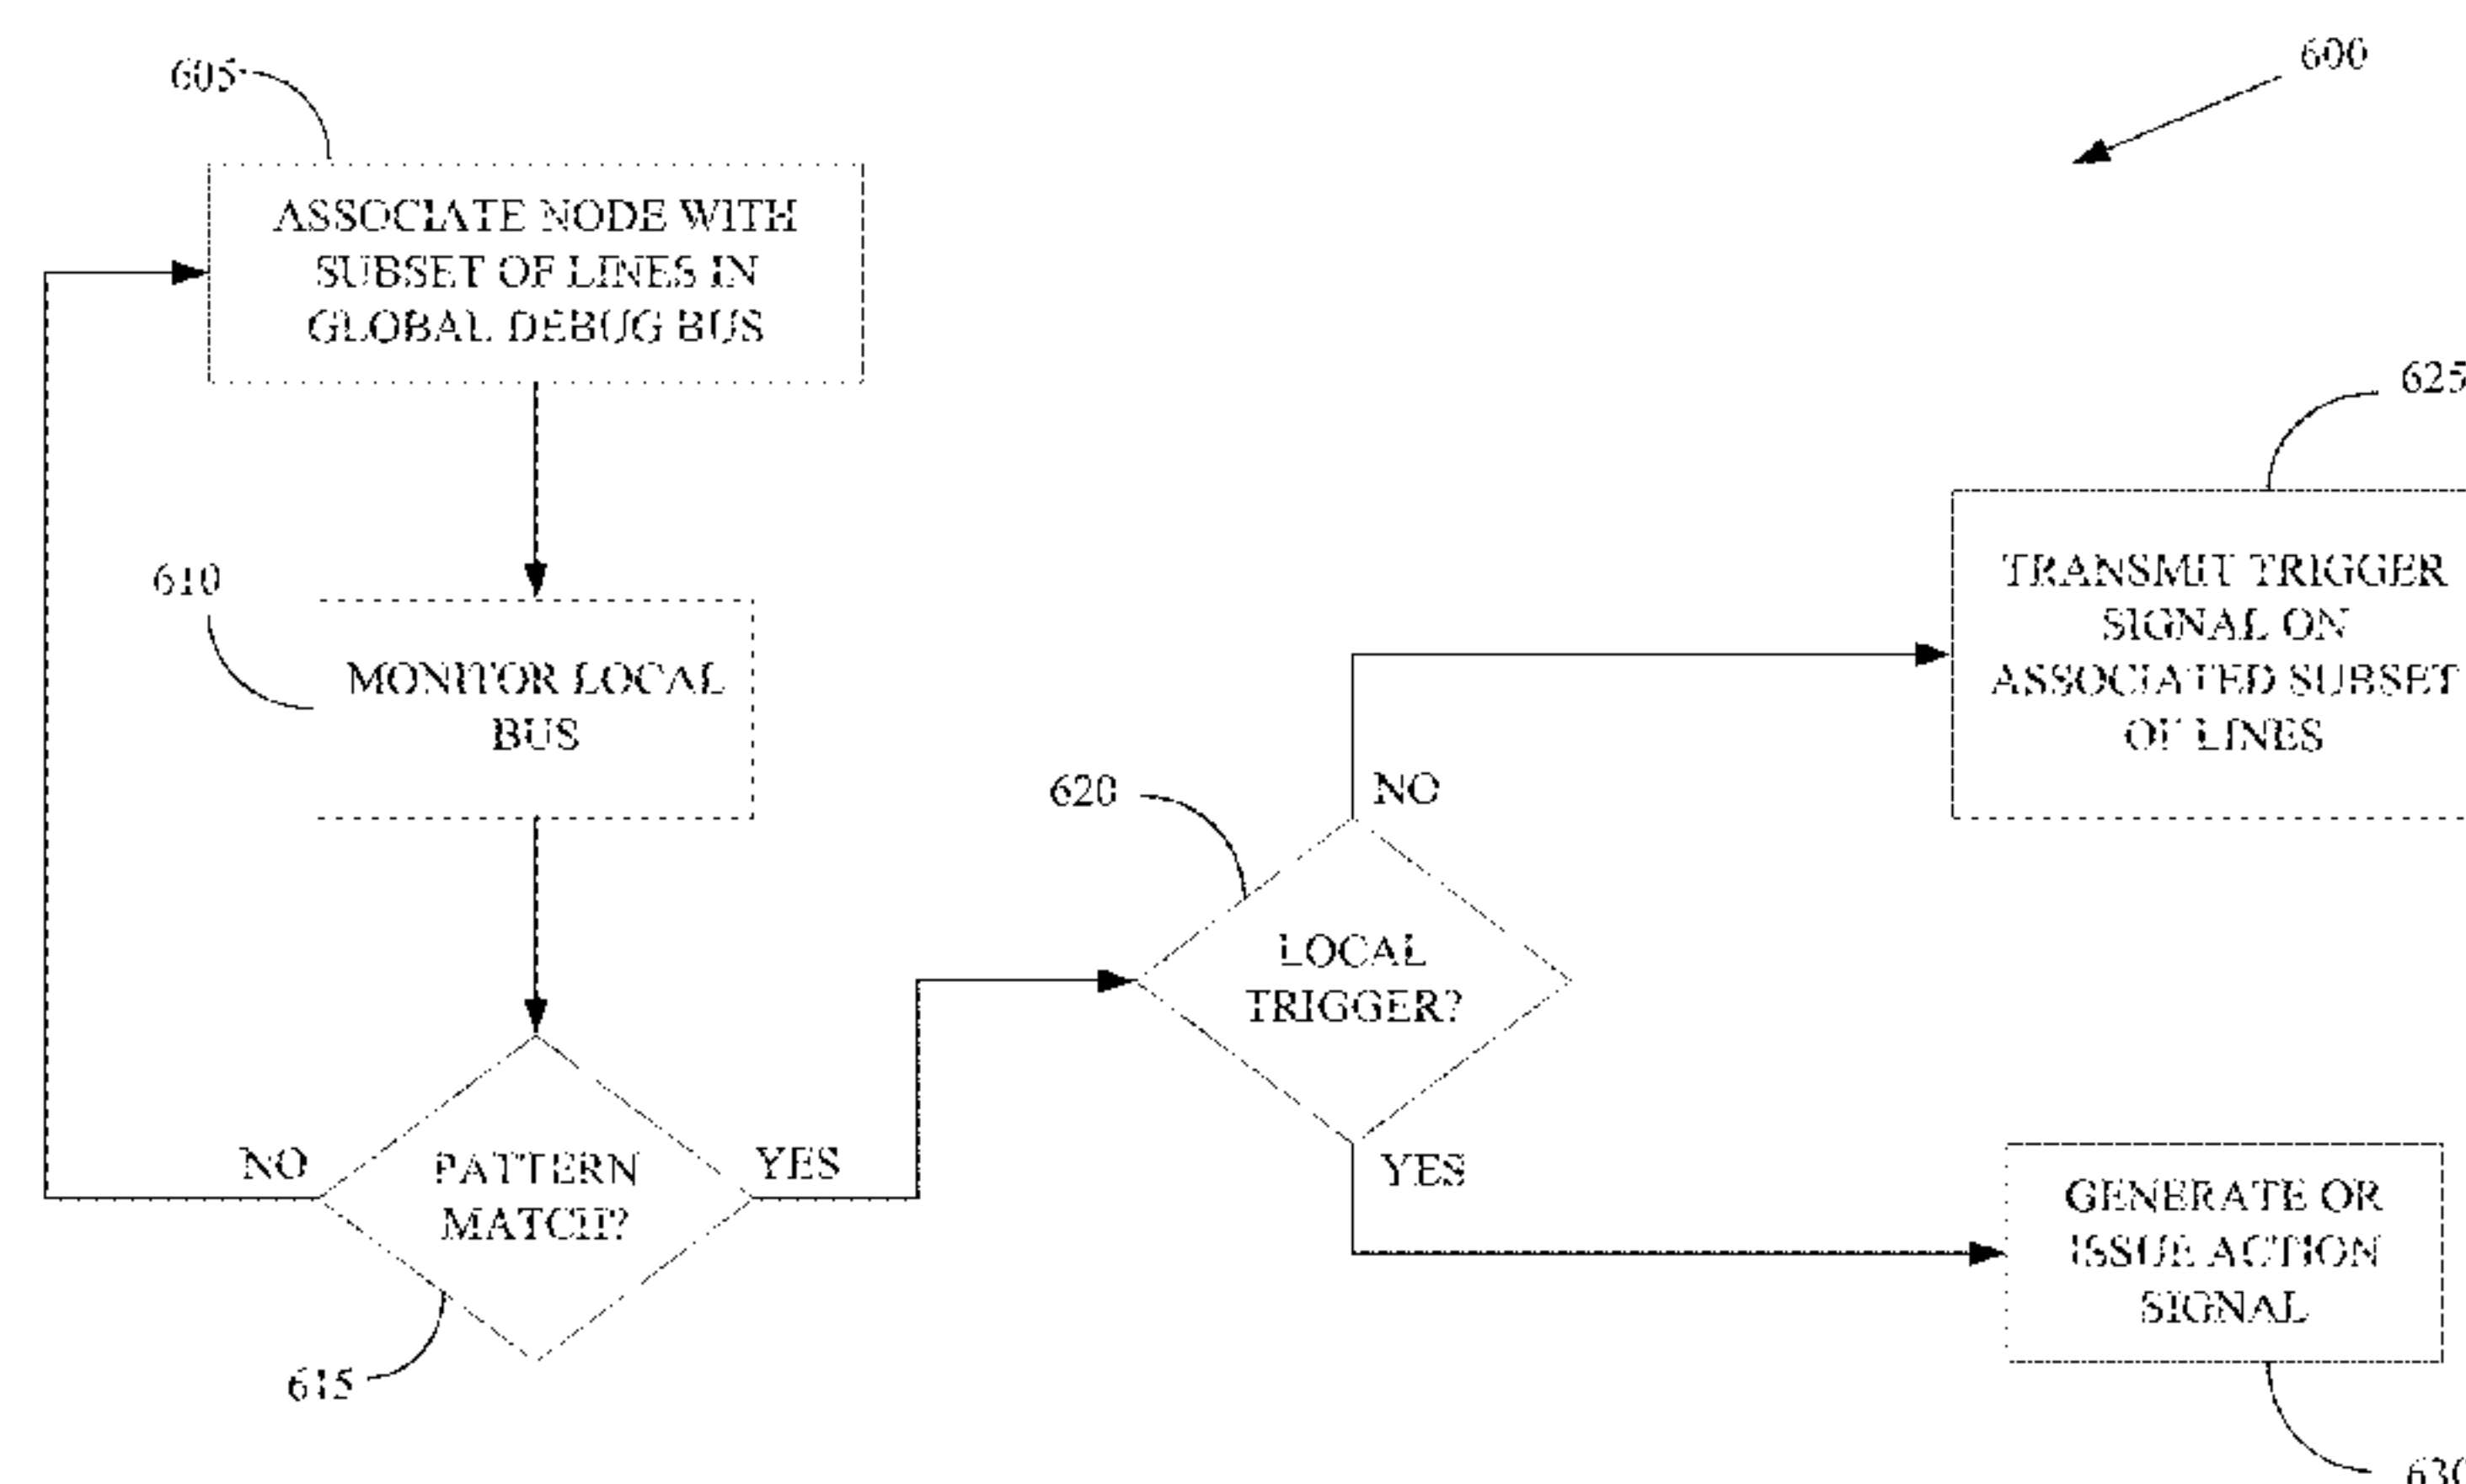 605
600
ASSOCIATE NODE WITH
SUBSET OF LINES IN
GLOBAL DEBUG BUS
625
610
MONITOR LOCAL
BUS
TRANSMIT TRIGGER
SIGNAL ON
ASSOCIATED SUBSET
OF LINES
620
NO
LOCAL
TRIGGER?
NO
PATTERN
MATCH?
YES
YES
GENERATE OR
ISSUE ACTION
SIGNAL
615
630